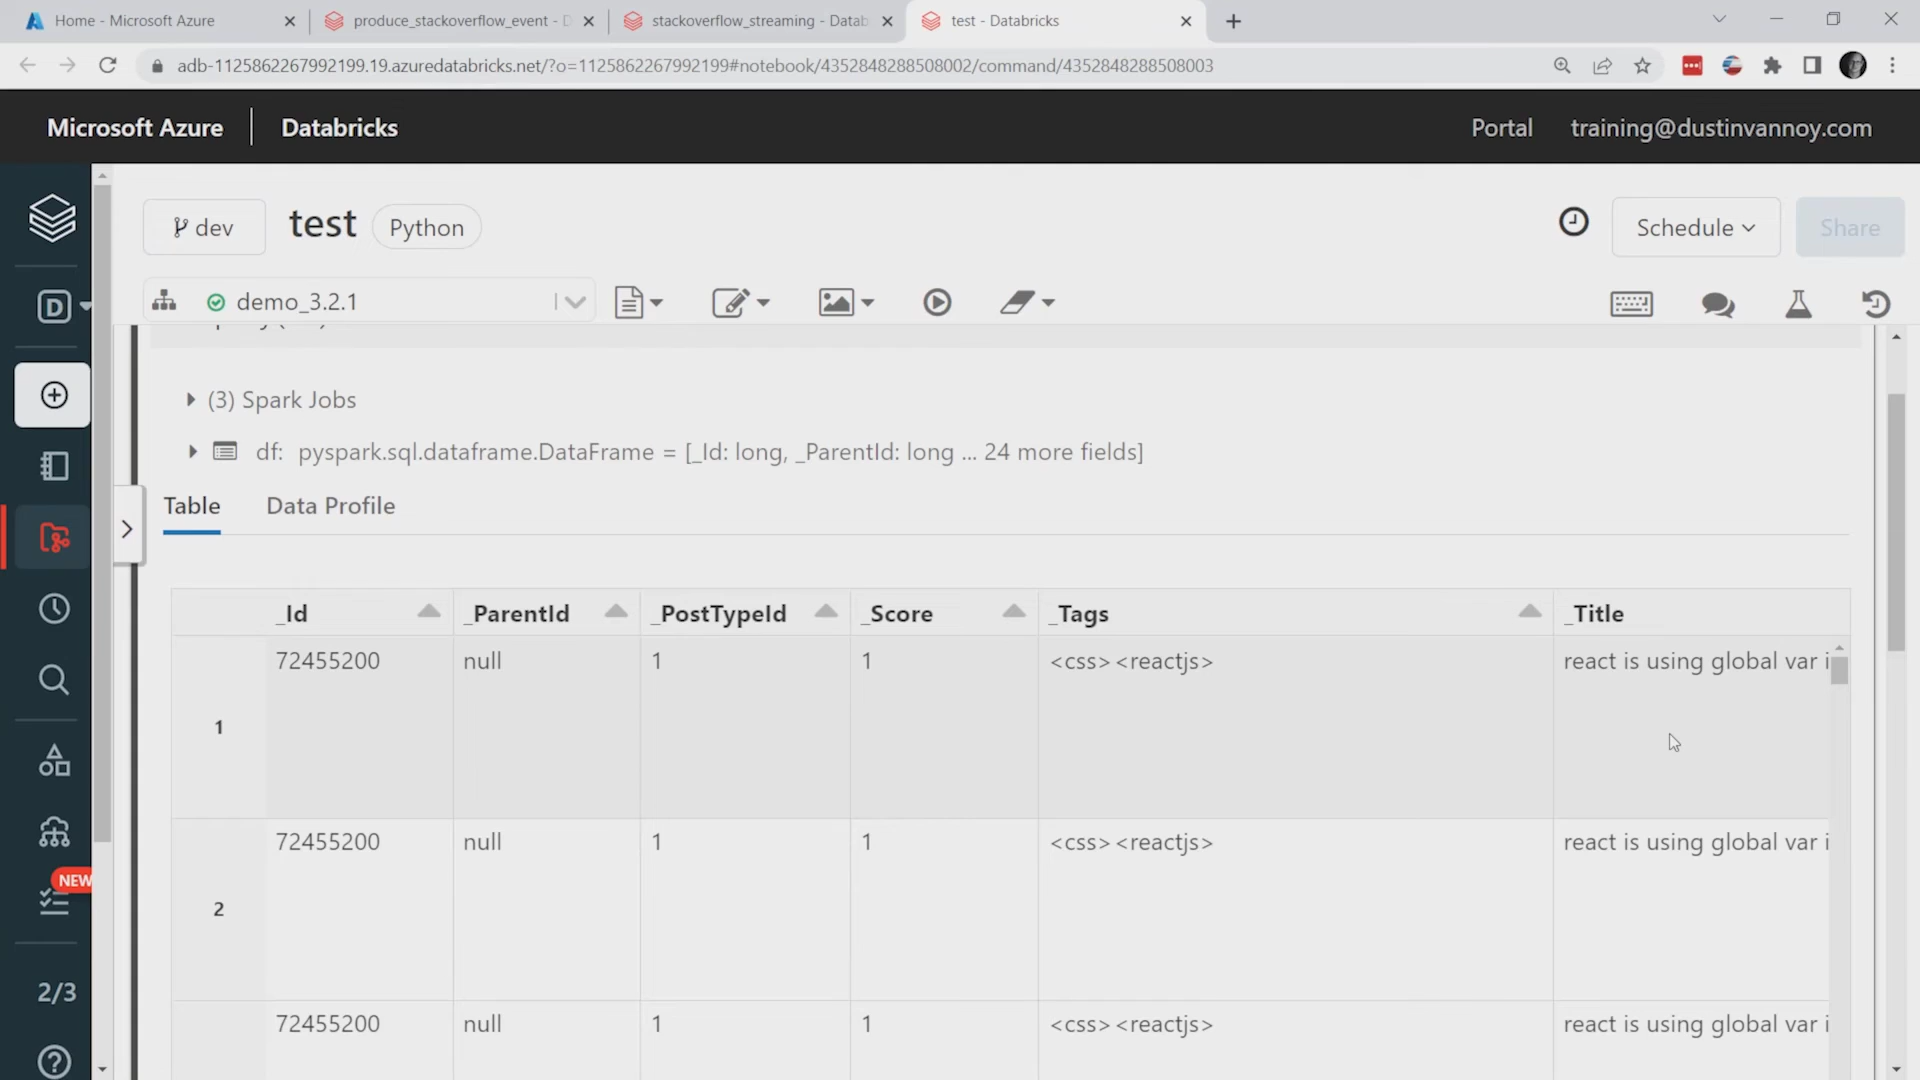 Home - Microsoft Azure
produce_stackoverflow_event - D
stackoverflow_streaming - Datab
test - Databricks
adb-1125862267992199.19.azuredatabricks.net/?o=1125862267992199#notebook/4352848288508002/command/4352848288508003
Microsoft Azure
Databricks
Portal
training@dustinvannoy.com
dev
test
Python
Schedule
Share
D
demo_3.2.1
(3) Spark Jobs
df: pyspark.sql.dataframe.DataFrame = [_Id: long, _ParentId: long ... 24 more fields]
Table
Data Profile
_Id
_ParentId
_PostTypeId
_Score
_Tags
_Title
1
72455200
null
1
1
<css><reactjs>
react is using global var i
2
72455200
null
1
1
<css><reactjs>
react is using global var i
72455200
null
1
1
<css><reactjs>
react is using global var i
NEW
2/3